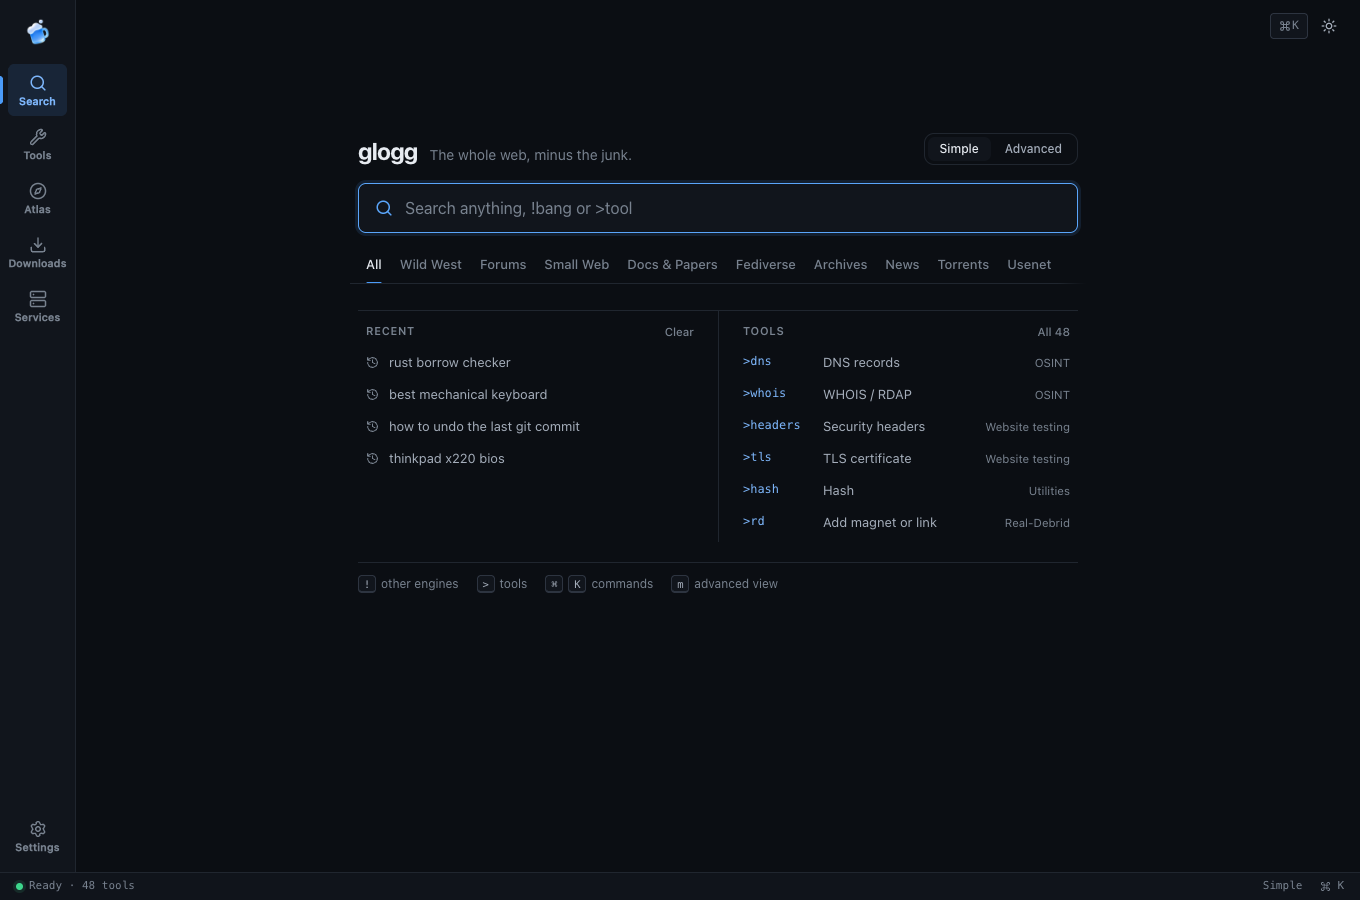 ⌘K
Search
Tools
Atlas
Downloads
Services
Settings
glogg The whole web, minus the junk.
Simple Advanced
Search anything, !bang or >tool
All Wild West Forums Small Web Docs & Papers Fediverse Archives News Torrents Usenet
RECENT Clear
rust borrow checker
best mechanical keyboard
how to undo the last git commit
thinkpad x220 bios
TOOLS All 48
>dns DNS records OSINT
>whois WHOIS / RDAP OSINT
>headers Security headers Website testing
>tls TLS certificate Website testing
>hash Hash Utilities
>rd Add magnet or link Real-Debrid
! other engines > tools ⌘ K commands m advanced view
Ready · 48 tools
Simple ⌘ K